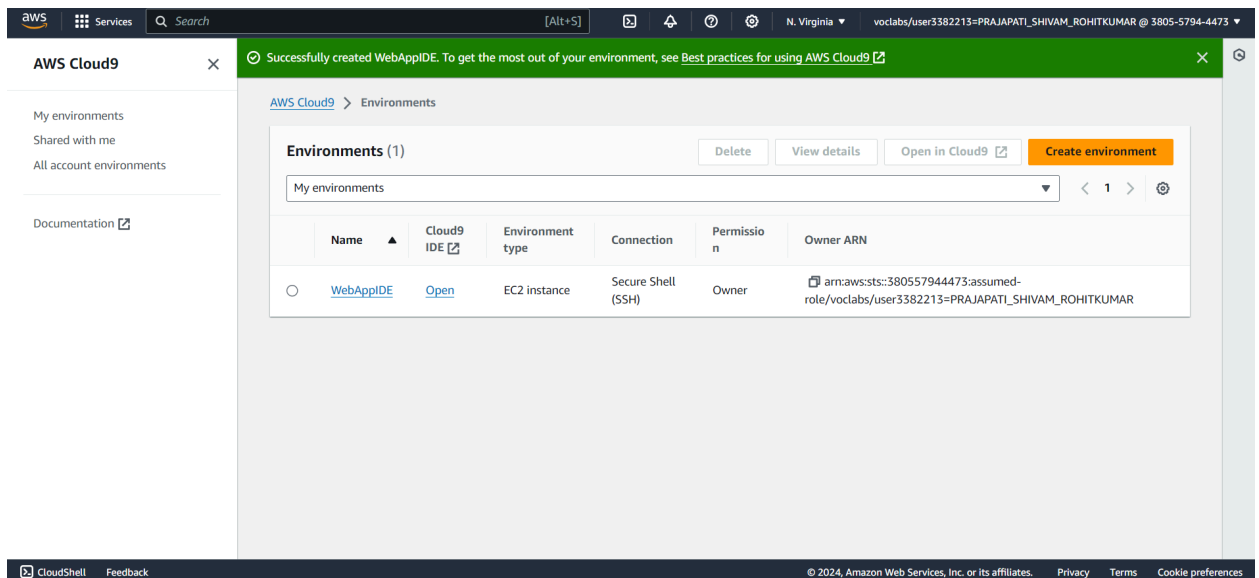 aws Services Search [Alt+S] N. Virginia voclabs/user3382213=PRAJAPATI_SHIVAM_ROHITKUMAR @ 3805-5794-4473
AWS Cloud9
My environments
Shared with me
All account environments
Documentation
Successfully created WebAppIDE. To get the most out of your environment, see Best practices for using AWS Cloud9
AWS Cloud9 > Environments
Environments (1) Delete View details Open in Cloud9 Create environment
My environments 1
Name Cloud9 IDE Environment type Connection Permission Owner ARN
WebAppIDE Open EC2 instance Secure Shell (SSH) Owner arn:aws:sts::380557944473:assumed-role/voclabs/user3382213=PRAJAPATI_SHIVAM_ROHITKUMAR
CloudShell Feedback © 2024, Amazon Web Services, Inc. or its affiliates. Privacy Terms Cookie preferences